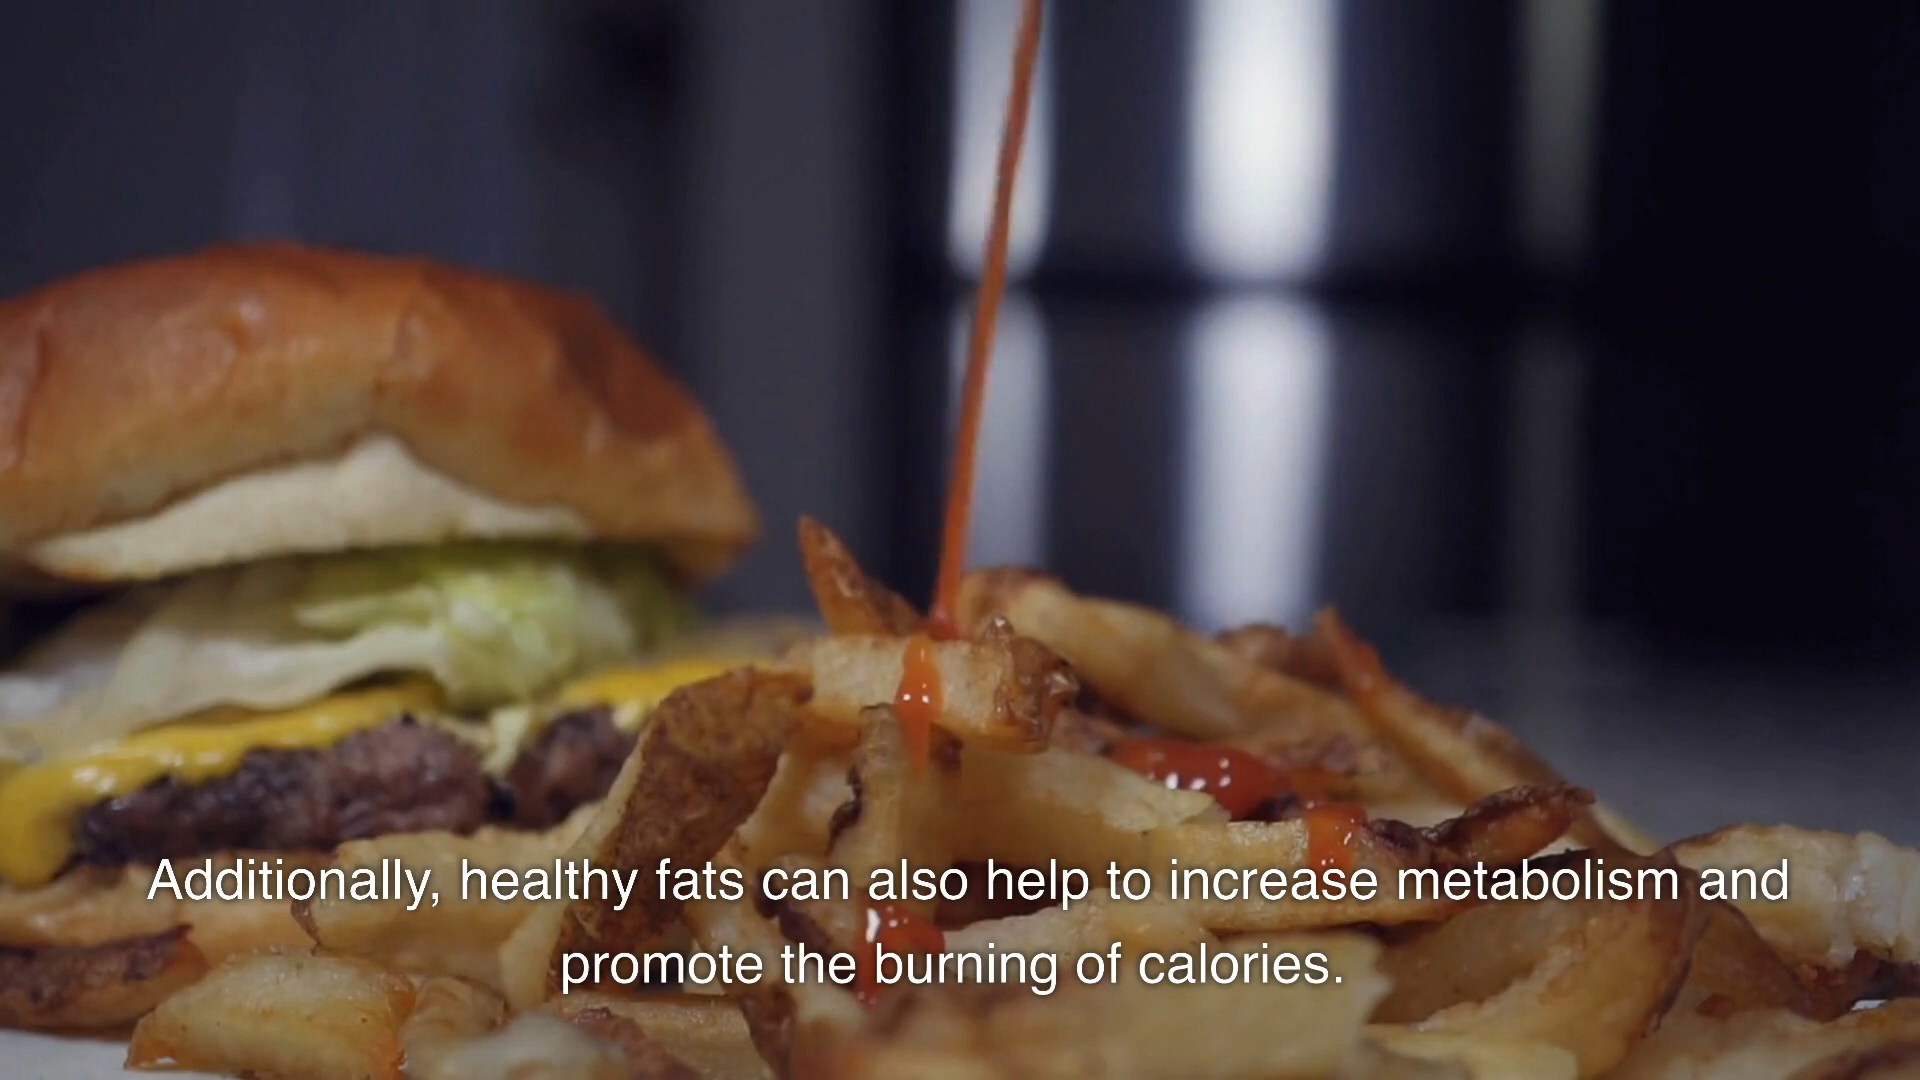 Additionally, healthy fats can also help to increase metabolism and
promote the burning of calories.